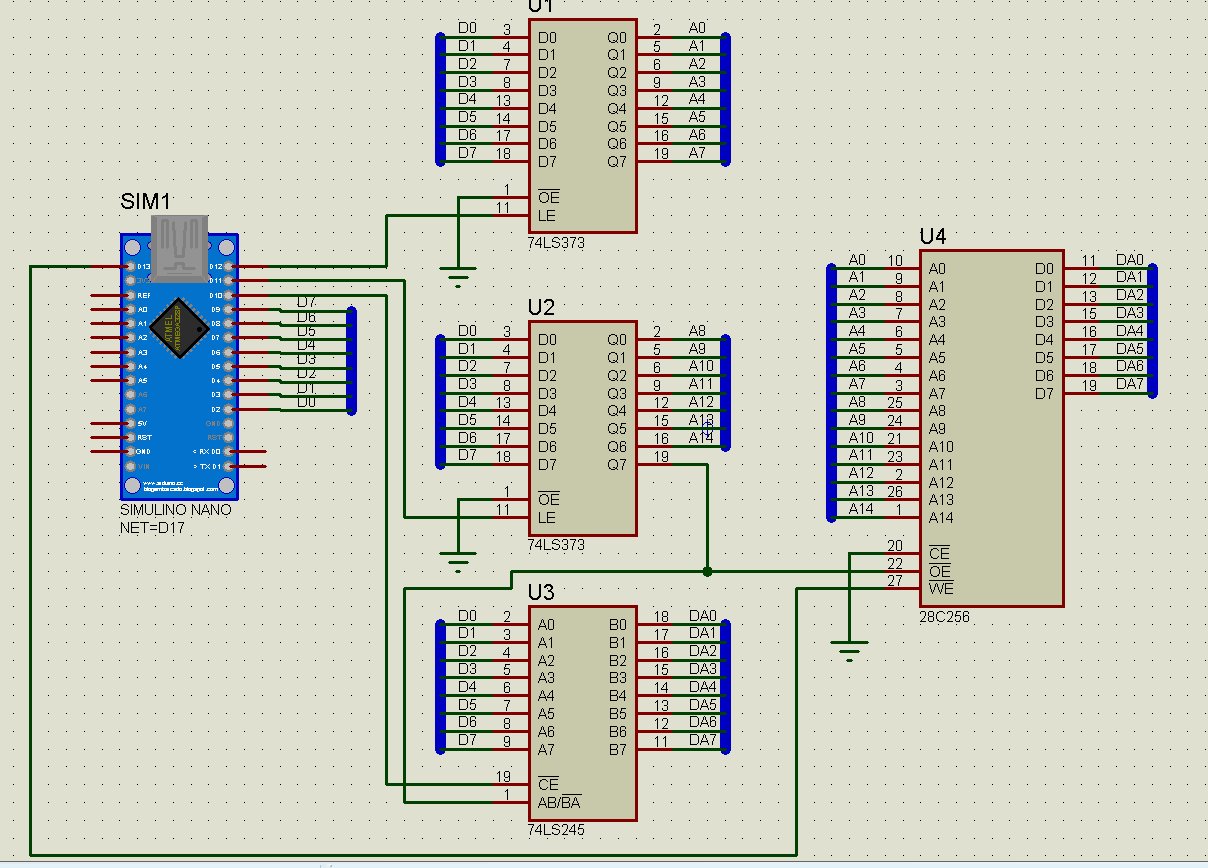 U1
D0 3 D0 Q0 2 A0
D1 4 D1 Q1 5 A1
D2 7 D2 Q2 6 A2
D3 8 D3 Q3 9 A3
D4 13 D4 Q4 12 A4
D5 14 D5 Q5 15 A5
D6 17 D6 Q6 16 A6
D7 18 D7 Q7 19 A7
1 OE
11 LE
74LS373
SIM1
D13 D12
D11
REF D10
A0 D9 D7
A1 D8 D6
A2 D7 D5
A3 D6 D4
A4 D5 D3
A5 D4 D2
A6 D3 D1
A7 D2 D0
5V GND
RST RST
GND < RX D0
VIN > TX D1
ATMEL
www.arduino.cc
blogembarcado.blogspot.com
SIMULINO NANO
NET=D17
U2
D0 3 D0 Q0 2 A8
D1 4 D1 Q1 5 A9
D2 7 D2 Q2 6 A10
D3 8 D3 Q3 9 A11
D4 13 D4 Q4 12 A12
D5 14 D5 Q5 15 A13
D6 17 D6 Q6 16 A14
D7 18 D7 Q7 19
1 OE
11 LE
74LS373
U3
D0 2 A0 B0 18 DA0
D1 3 A1 B1 17 DA1
D2 4 A2 B2 16 DA2
D3 5 A3 B3 15 DA3
D4 6 A4 B4 14 DA4
D5 7 A5 B5 13 DA5
D6 8 A6 B6 12 DA6
D7 9 A7 B7 11 DA7
19 CE
1 AB/BA
74LS245
U4
A0 10 A0 D0 11 DA0
A1 9 A1 D1 12 DA1
A2 8 A2 D2 13 DA2
A3 7 A3 D3 15 DA3
A4 6 A4 D4 16 DA4
A5 5 A5 D5 17 DA5
A6 4 A6 D6 18 DA6
A7 3 A7 D7 19 DA7
A8 25 A8
A9 24 A9
A10 21 A10
A11 23 A11
A12 2 A12
A13 26 A13
A14 1 A14
20 CE
22 OE
27 WE
28C256